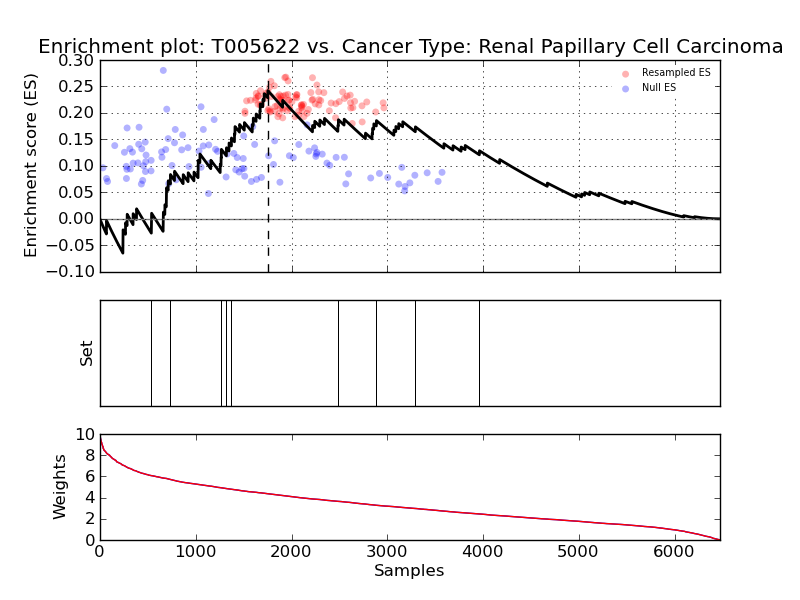 Enrichment plot: T005622 vs. Cancer Type: Renal Papillary Cell Carcinoma
Enrichment score (ES)
0.30
0.25
0.20
0.15
0.10
0.05
0.00
−0.05
−0.10
Resampled ES
Null ES
Set
Weights
10
8
6
4
2
0
0 1000 2000 3000 4000 5000 6000
Samples